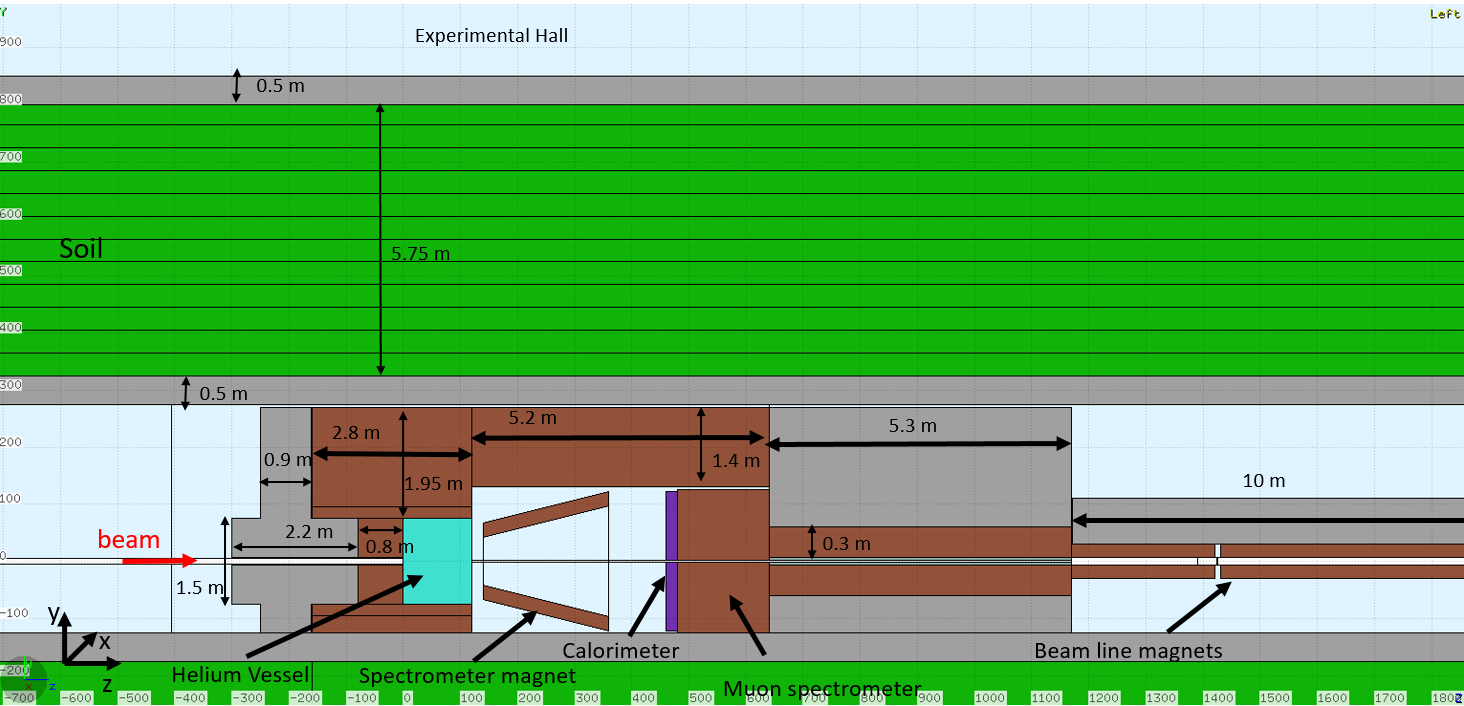 Y
Left
Experimental Hall
900
0.5 m
800
700
600
Soil
5.75 m
500
400
300
0.5 m
5.2 m
2.8 m
5.3 m
200
0.9 m
1.4 m
1.95 m
10 m
100
2.2 m
beam
0.8 m
0.3 m
0
1.5 m
-100
y
x
z
Calorimeter
Beam line magnets
-200
Helium Vessel
Spectrometer magnet
Muon spectrometer
-700 -600 -500 -400 -300 -200 -100 0 100 200 300 400 500 600 700 800 900 1000 1100 1200 1300 1400 1500 1600 1700 1800 z